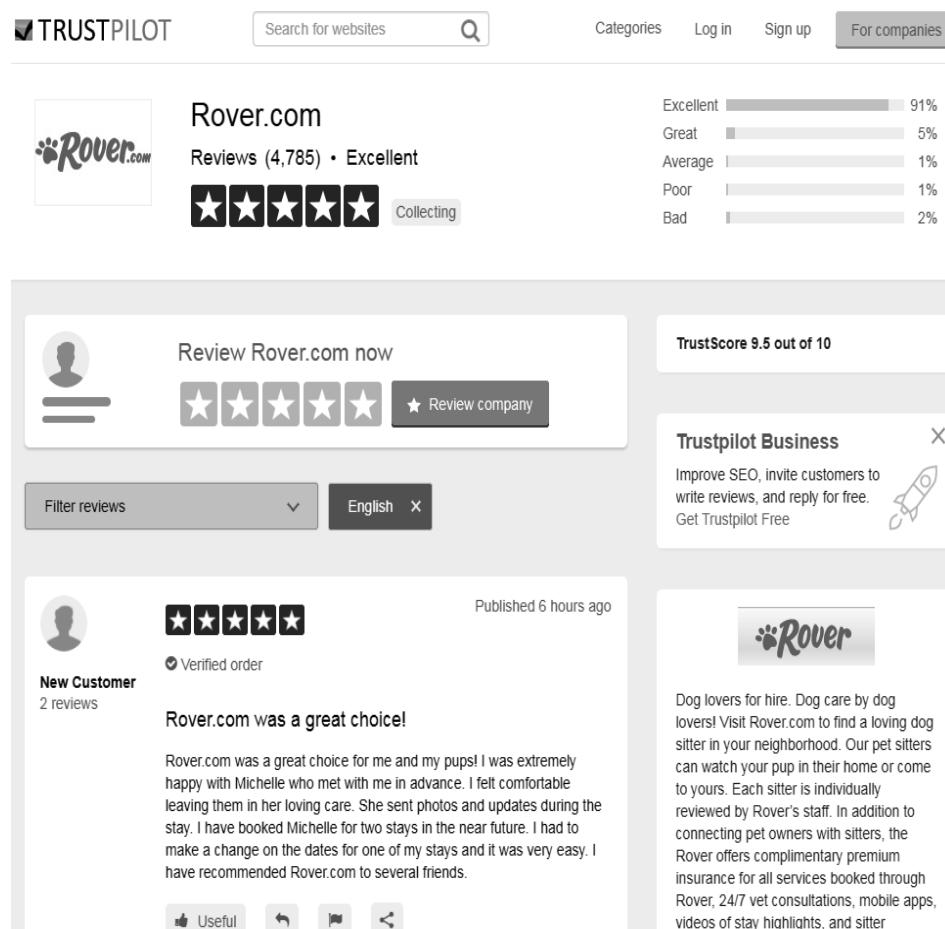 TRUSTPILOT
Search for websites
Categories Log in Sign up For companies
Rover.com
Rover.com
Reviews (4,785) • Excellent
Collecting
Excellent 91%
Great 5%
Average 1%
Poor 1%
Bad 2%
Review Rover.com now
Review company
TrustScore 9.5 out of 10
Trustpilot Business
Improve SEO, invite customers to
write reviews, and reply for free.
Get Trustpilot Free
Filter reviews
English X
New Customer
2 reviews
Published 6 hours ago
Verified order
Rover.com was a great choice!
Rover.com was a great choice for me and my pups! I was extremely
happy with Michelle who met with me in advance. I felt comfortable
leaving them in her loving care. She sent photos and updates during the
stay. I have booked Michelle for two stays in the near future. I had to
make a change on the dates for one of my stays and it was very easy. I
have recommended Rover.com to several friends.
Useful
Rover
Dog lovers for hire. Dog care by dog
lovers! Visit Rover.com to find a loving dog
sitter in your neighborhood. Our pet sitters
can watch your pup in their home or come
to yours. Each sitter is individually
reviewed by Rover's staff. In addition to
connecting pet owners with sitters, the
Rover offers complimentary premium
insurance for all services booked through
Rover, 24/7 vet consultations, mobile apps,
videos of stay highlights, and sitter